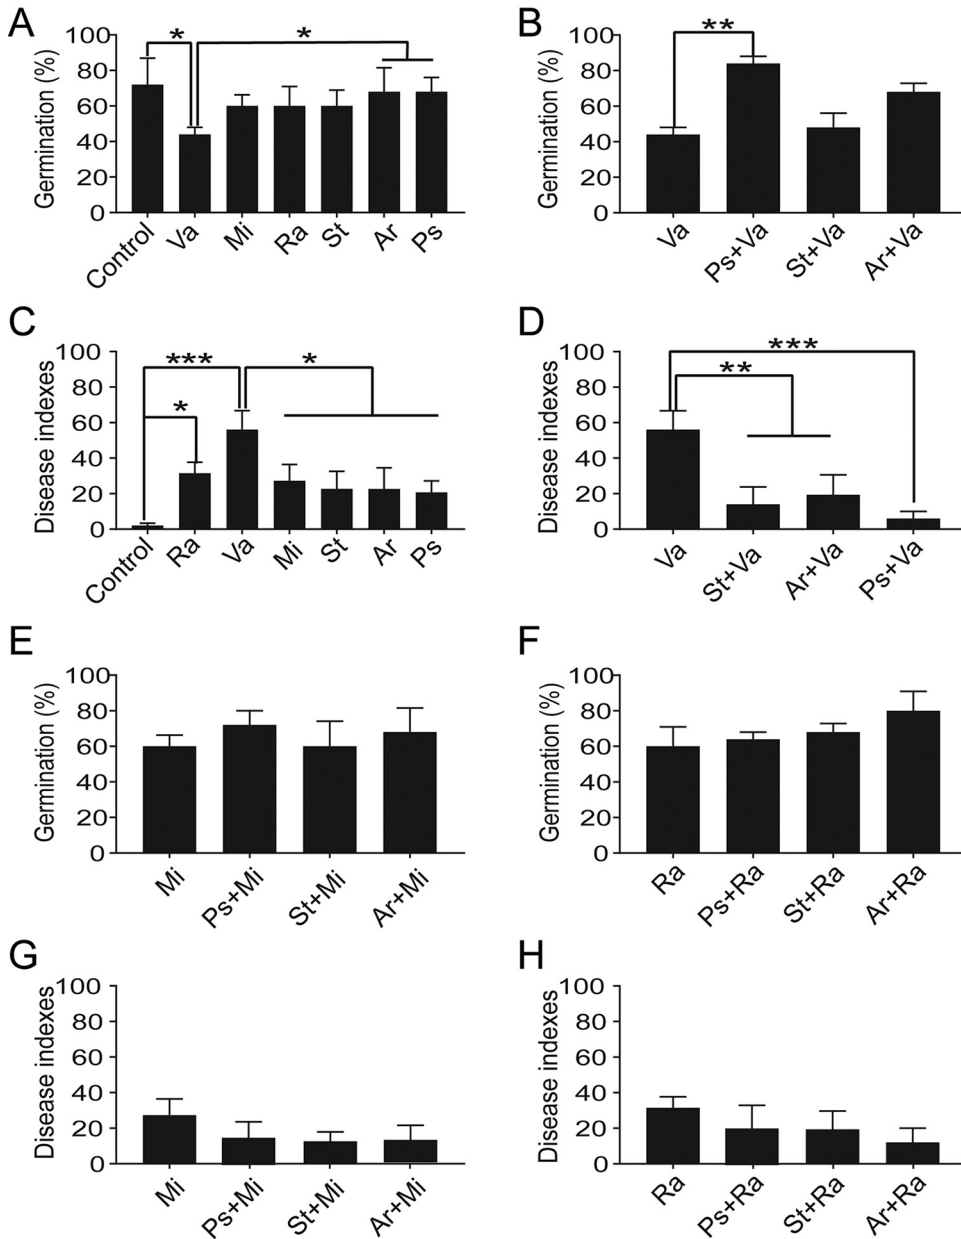 A
Germination (%)
100
80
60
40
20
0
*
*
Control
Va
Mi
Ra
St
Ar
Ps
B
Germination (%)
100
80
60
40
20
0
**
Va
Ps+Va
St+Va
Ar+Va
C
Disease indexes
100
80
60
40
20
0
***
*
*
Control
Ra
Va
Mi
St
Ar
Ps
D
Disease indexes
100
80
60
40
20
0
***
**
Va
St+Va
Ar+Va
Ps+Va
E
Germination (%)
100
80
60
40
20
0
Mi
Ps+Mi
St+Mi
Ar+Mi
F
Germination (%)
100
80
60
40
20
0
Ra
Ps+Ra
St+Ra
Ar+Ra
G
Disease indexes
100
80
60
40
20
0
Mi
Ps+Mi
St+Mi
Ar+Mi
H
Disease indexes
100
80
60
40
20
0
Ra
Ps+Ra
St+Ra
Ar+Ra